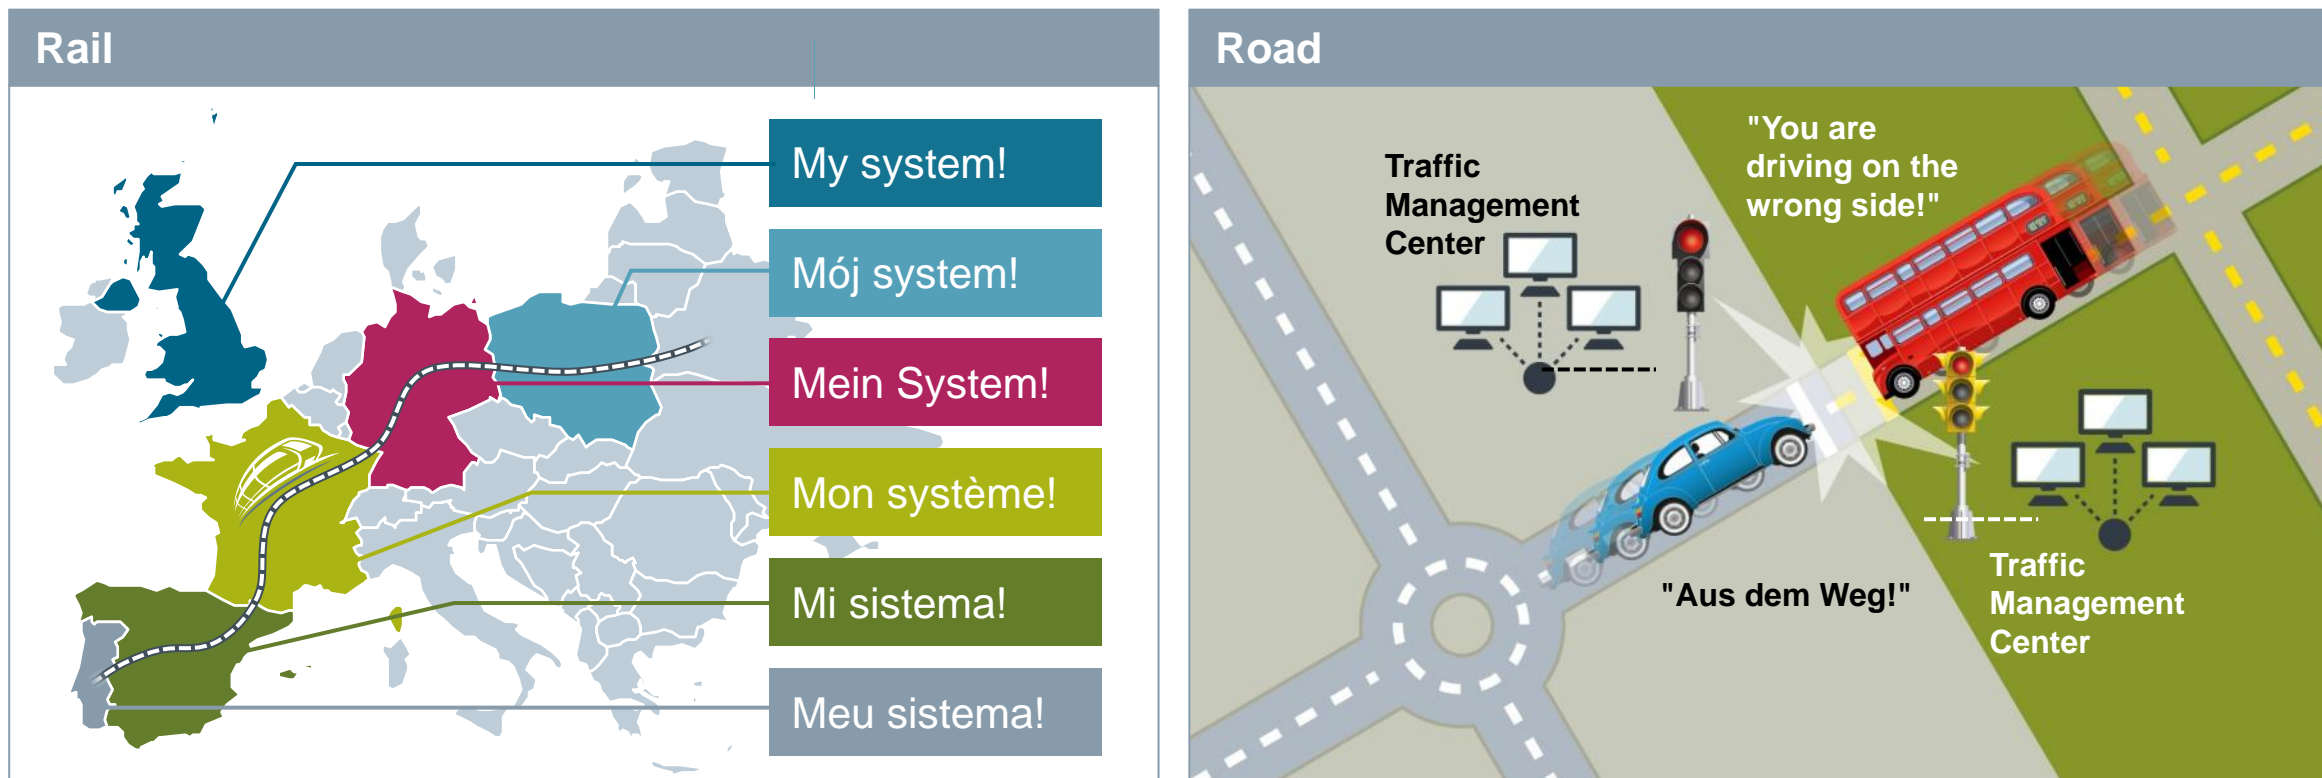 Rail
My system!
Mój system!
Mein System!
Mon système!
Mi sistema!
Meu sistema!
Road
Traffic
Management
Center
"You are
driving on the
wrong side!"
"Aus dem Weg!"
Traffic
Management
Center